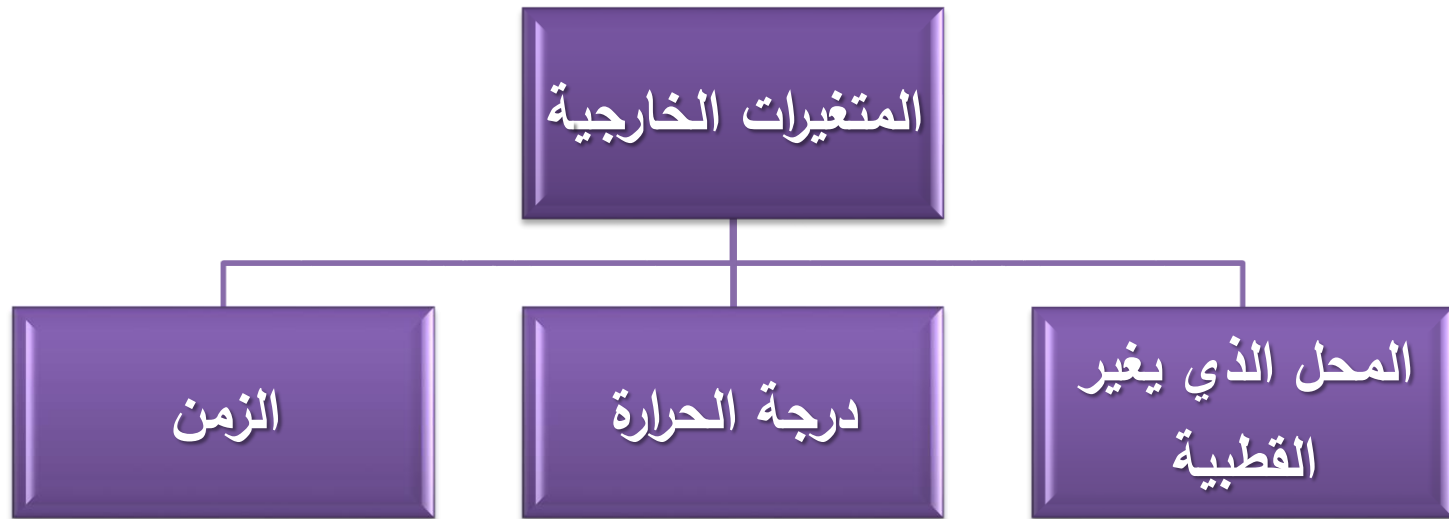 المتغيرات الخارجية
المحل الذي يغير
القطبية
درجة الحرارة
الزمن